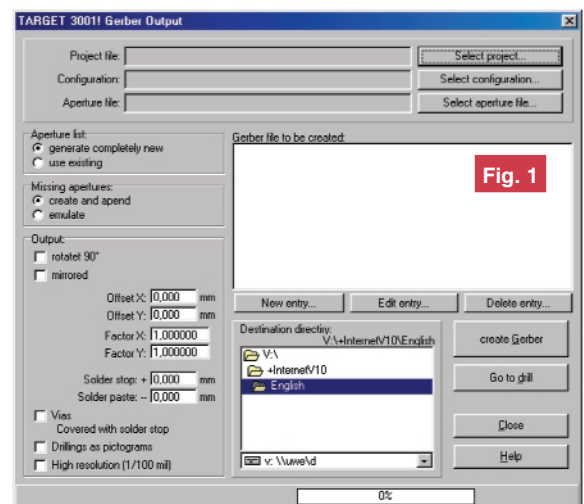 TARGET 3001! Gerber Output
Project file:
Select project...
Configuration:
Select configuration...
Aperture file:
Select aperture file...
Aperture list:
generate completely new
use existing
Missing apertures:
create and apend
emulate
Output:
rotatet 90°
mirrored
Offset X: 0,000 mm
Offset Y: 0,000 mm
Factor X: 1,000000
Factor Y: 1,000000
Solder stop: + 0,000 mm
Solder paste: – 0,000 mm
Vias
Covered with solder stop
Drillings as pictograms
High resolution (1/100 mil)
Gerber file to be created:
Fig. 1
New entry...
Edit entry...
Delete entry...
Destination directiry:
V:\+InternetV10\English
V:\
+InternetV10
English
v: \\uwe\d
create Gerber
Go to drill
Close
Help
0%